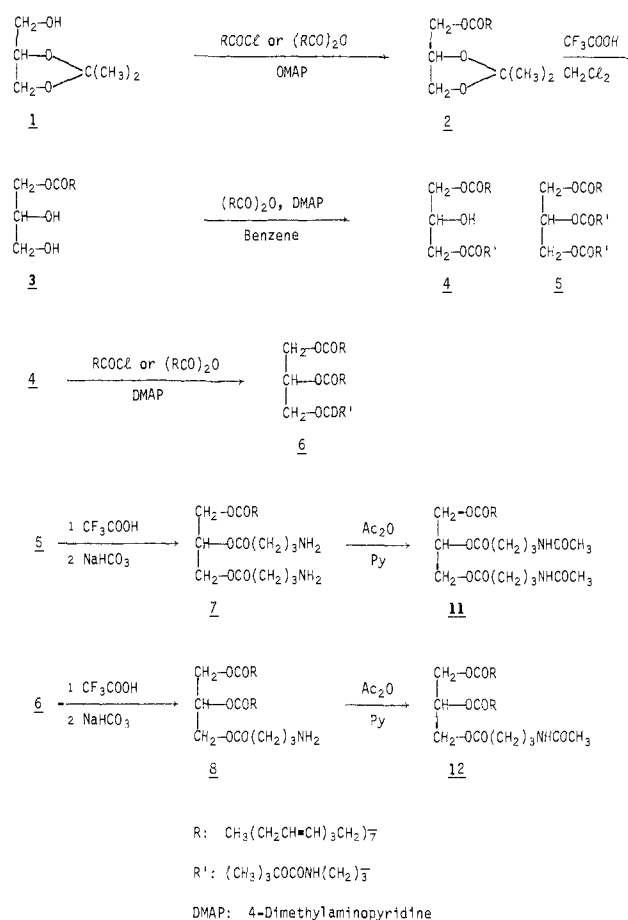 CH2-OH
CH—O
C(CH3)2
CH2-O
1
RCOCl or (RCO)2O
OMAP
CH2-OCOR
CH—O
C(CH3)2
CH2-O
2
CF3COOH
CH2Cl2
CH2-OCOR
CH—OH
CH2-OH
3
(RCO)2O, DMAP
Benzene
CH2-OCOR
CH—OH
CH2-OCOR'
4
CH2-OCOR
CH—OCOR'
CH2-OCOR'
5
4
RCOCl or (RCO)2O
DMAP
CH2-OCOR
CH—OCOR
CH2-OCDR'
6
5
1 CF3COOH
2 NaHCO3
CH2-OCOR
CH—OCO(CH2)3NH2
CH2-OCO(CH2)3NH2
7
Ac2O
Py
CH2-OCOR
CH—OCO(CH2)3NHCOCH3
CH2-OCO(CH2)3NHCOCH3
11
6
1 CF3COOH
2 NaHCO3
CH2-OCOR
CH—OCOR
CH2-OCO(CH2)3NH2
8
Ac2O
Py
CH2-OCOR
CH—OCOR
CH2-OCO(CH2)3NHCOCH3
12
R: CH3(CH2CH=CH)3CH2)7
R': (CH3)3COCONH(CH2)3
DMAP: 4-Dimethylaminopyridine